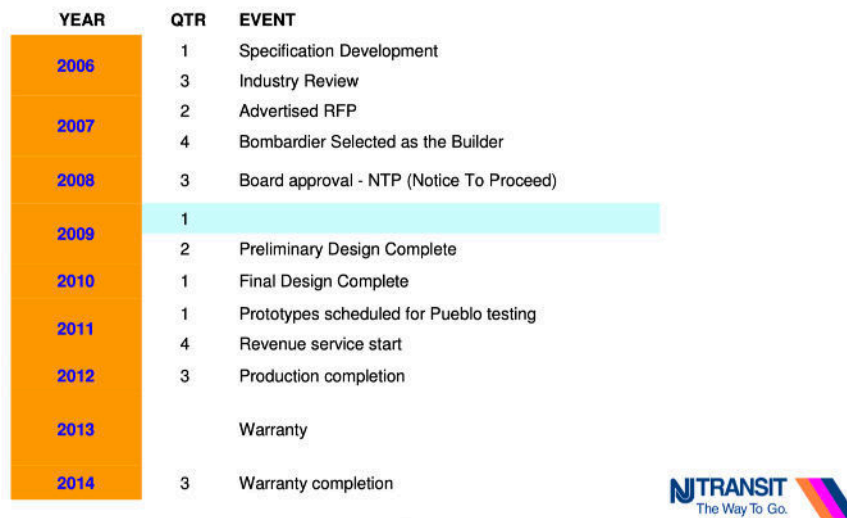 YEAR QTR EVENT
2006 1 Specification Development
3 Industry Review
2007 2 Advertised RFP
4 Bombardier Selected as the Builder
2008 3 Board approval - NTP (Notice To Proceed)
2009 1
2 Preliminary Design Complete
2010 1 Final Design Complete
2011 1 Prototypes scheduled for Pueblo testing
4 Revenue service start
2012 3 Production completion
2013 Warranty
2014 3 Warranty completion
NJTRANSIT
The Way To Go.